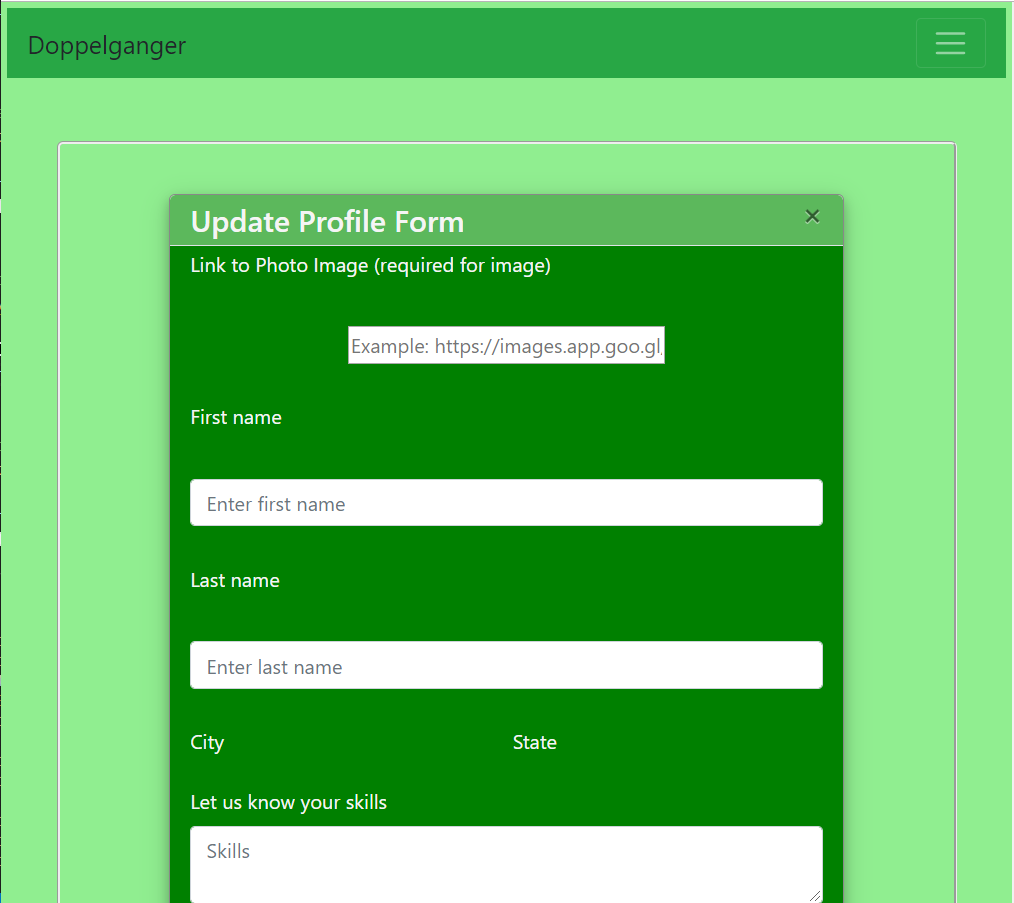 Doppelganger
Update Profile Form
×
Link to Photo Image (required for image)
Example: https://images.app.goo.gl
First name
Enter first name
Last name
Enter last name
City State
Let us know your skills
Skills